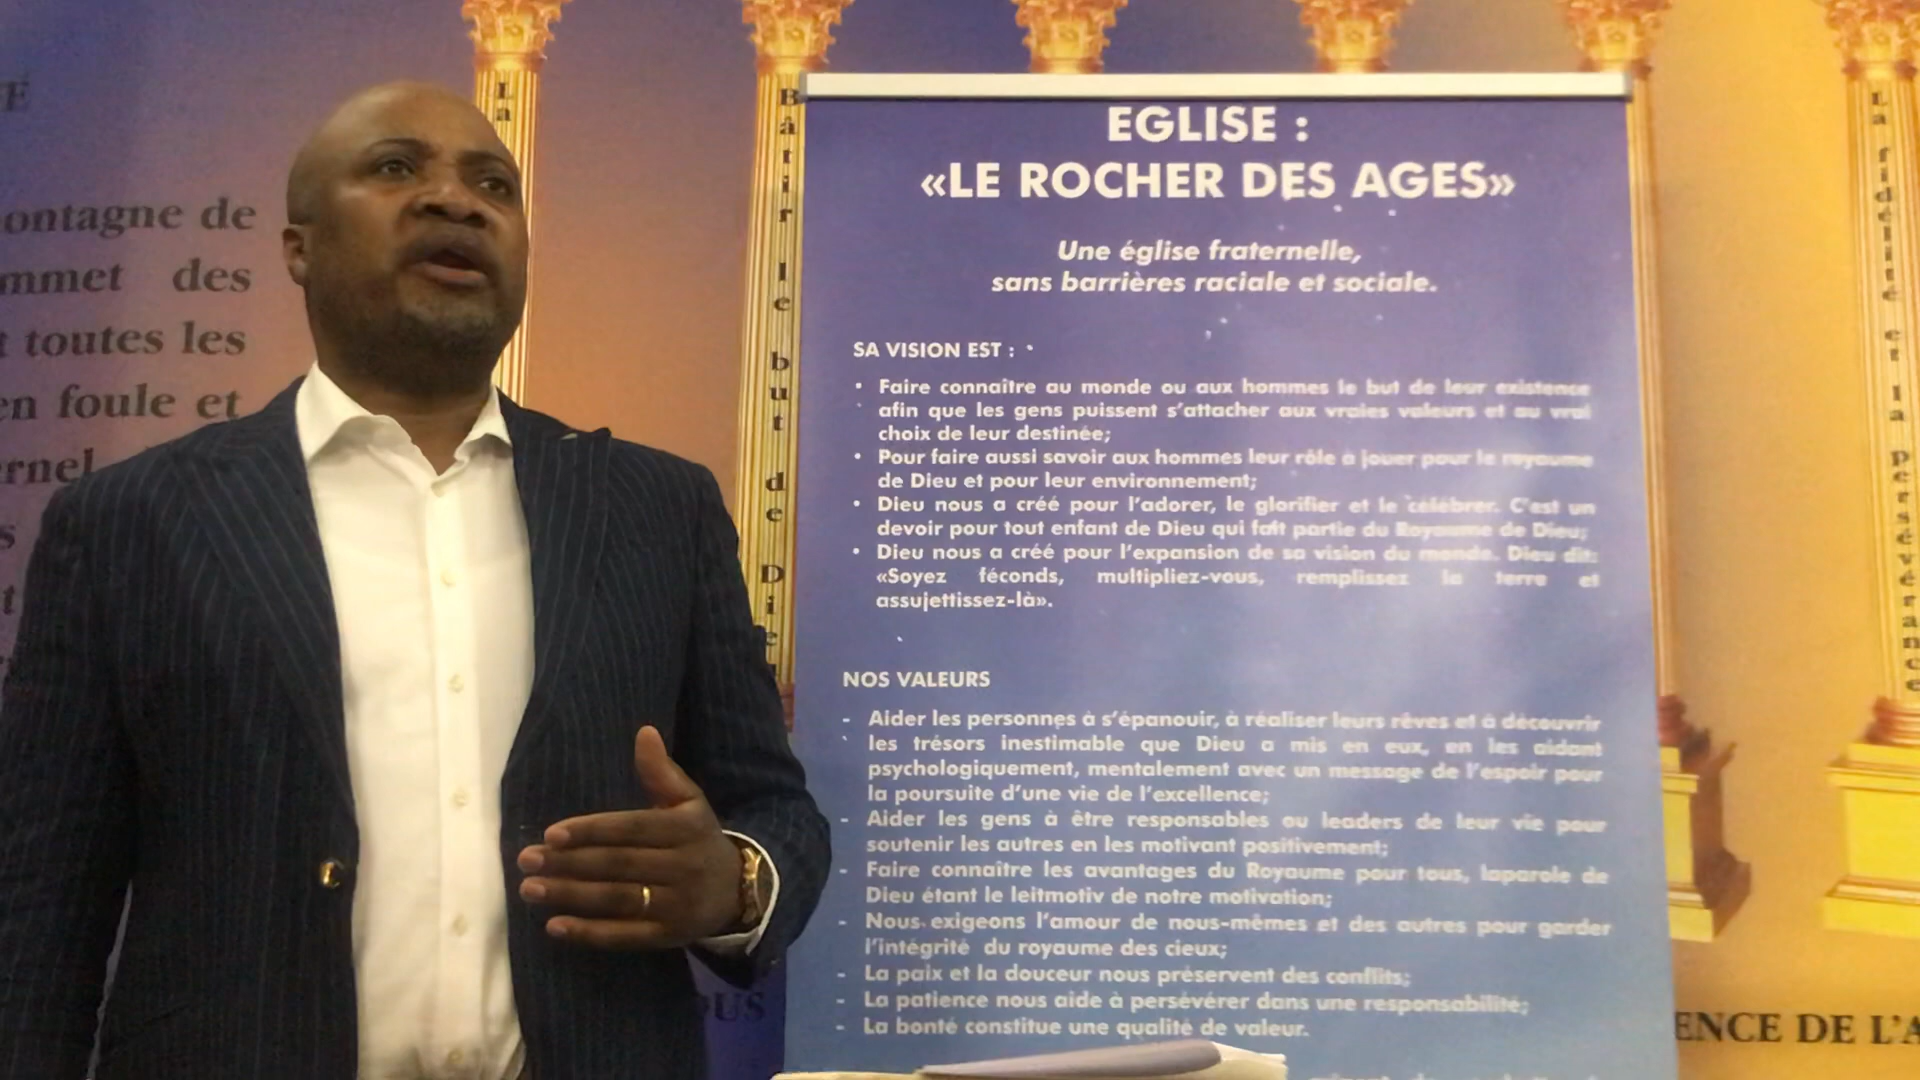 E
ontagne de
mmet des
t toutes les
en foule et
rnel
s
t
La
Bâtir le but de Dieu
EGLISE :
«LE ROCHER DES AGES»
Une église fraternelle,
sans barrières raciale et sociale.
SA VISION EST :
• Faire connaître au monde ou aux hommes le but de leur existence
afin que les gens puissent s'attacher aux vraies valeurs et au vrai
choix de leur destinée;
• Pour faire aussi savoir aux hommes leur rôle à jouer pour le royaume
de Dieu et pour leur environnement;
• Dieu nous a créé pour l'adorer, le glorifier et le célébrer. C'est un
devoir pour tout enfant de Dieu qui fait partie du Royaume de Dieu;
• Dieu nous a créé pour l'expansion de sa vision du monde. Dieu dit:
«Soyez féconds, multipliez-vous, remplissez la terre et
assujettissez-là».
NOS VALEURS
- Aider les personnes à s'épanouir, à réaliser leurs rêves et à découvrir
les trésors inestimable que Dieu a mis en eux, en les aidant
psychologiquement, mentalement avec un message de l'espoir pour
la poursuite d'une vie de l'excellence;
- Aider les gens à être responsables ou leaders de leur vie pour
soutenir les autres en les motivant positivement;
- Faire connaître les avantages du Royaume pour tous, laparole de
Dieu étant le leitmotiv de notre motivation;
- Nous exigeons l'amour de nous-mêmes et des autres pour garder
l'intégrité du royaume des cieux;
- La paix et la douceur nous préservent des conflits;
- La patience nous aide à persévérer dans une responsabilité;
- La bonté constitue une qualité de valeur.
La fidélité et la persévérance
OUS
ENCE DE L'A